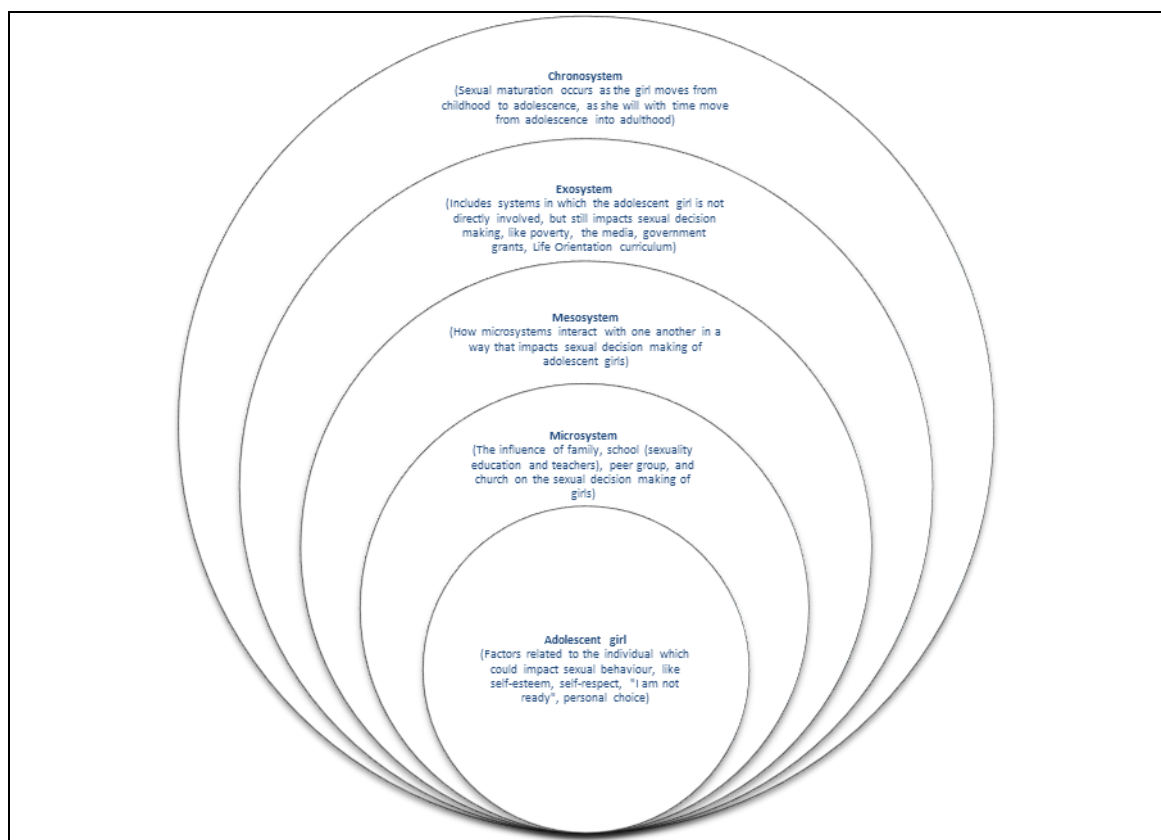 Chronosystem
(Sexual maturation occurs as the girl moves from
childhood to adolescence, as she will with time move
from adolescence into adulthood)
Exosystem
(Includes systems in which the adolescent girl is not
directly involved, but still impacts sexual decision
making, like poverty, the media, government
grants, Life Orientation curriculum)
Mesosystem
(How microsystems interact with one another in a
way that impacts sexual decision making of
adolescent girls)
Microsystem
(The influence of family, school (sexuality
education and teachers), peer group, and
church on the sexual decision making of
girls)
Adolescent girl
(Factors related to the individual which
could impact sexual behaviour, like
self-esteem, self-respect, "I am not
ready", personal choice)